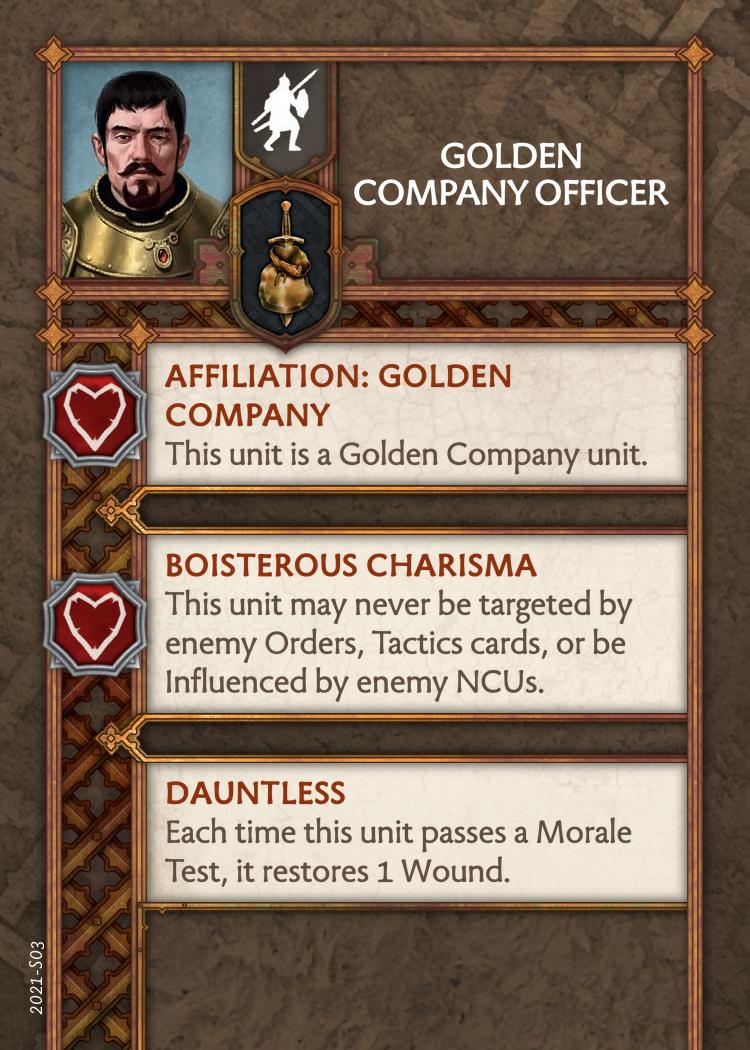 GOLDEN
COMPANY OFFICER
AFFILIATION: GOLDEN
COMPANY
This unit is a Golden Company unit.
BOISTEROUS CHARISMA
This unit may never be targeted by
enemy Orders, Tactics cards, or be
Influenced by enemy NCUs.
DAUNTLESS
Each time this unit passes a Morale
Test, it restores 1 Wound.
2021-S03